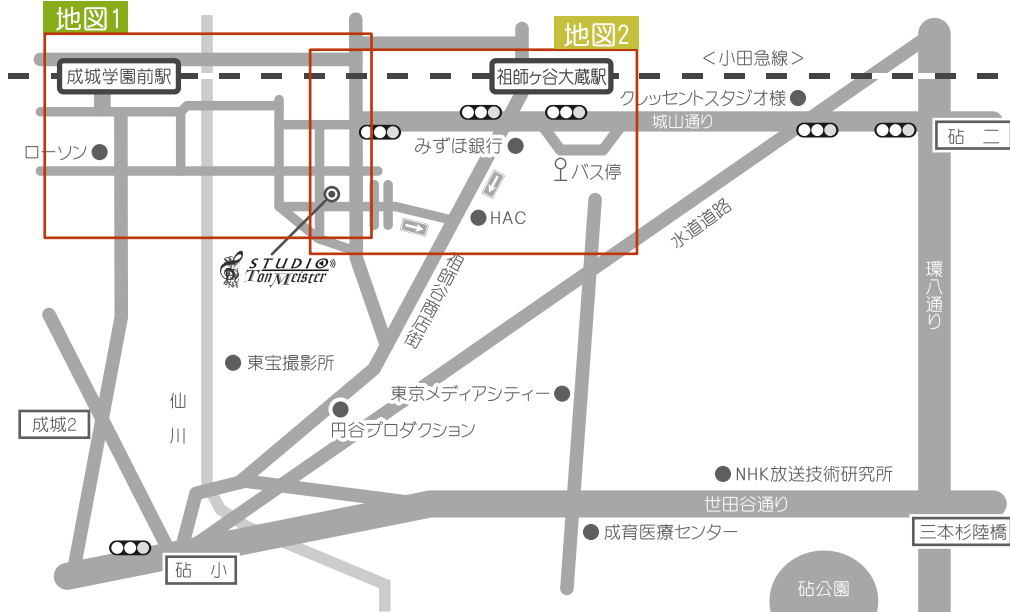 地図1
地図2
＜小田急線＞
成城学園前駅
祖師ヶ谷大蔵駅
クレッセントスタジオ様
城山通り
砧 二
ローソン
みずほ銀行
バス停
HAC
水道道路
STUDIO
Ton Meister
祖師谷商店街
環八通り
東宝撮影所
東京メディアシティー
仙川
成城2
円谷プロダクション
NHK放送技術研究所
世田谷通り
成育医療センター
三本杉陸橋
砧 小
砧公園